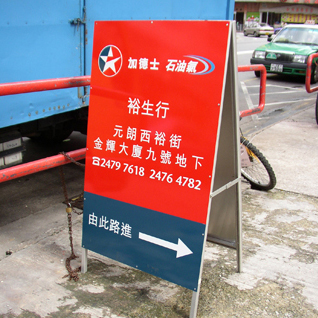 加德士 石油氣
裕生行
元朗西裕街
金輝大廈九號地下
☎2479 7618 2476 4782
由此路進